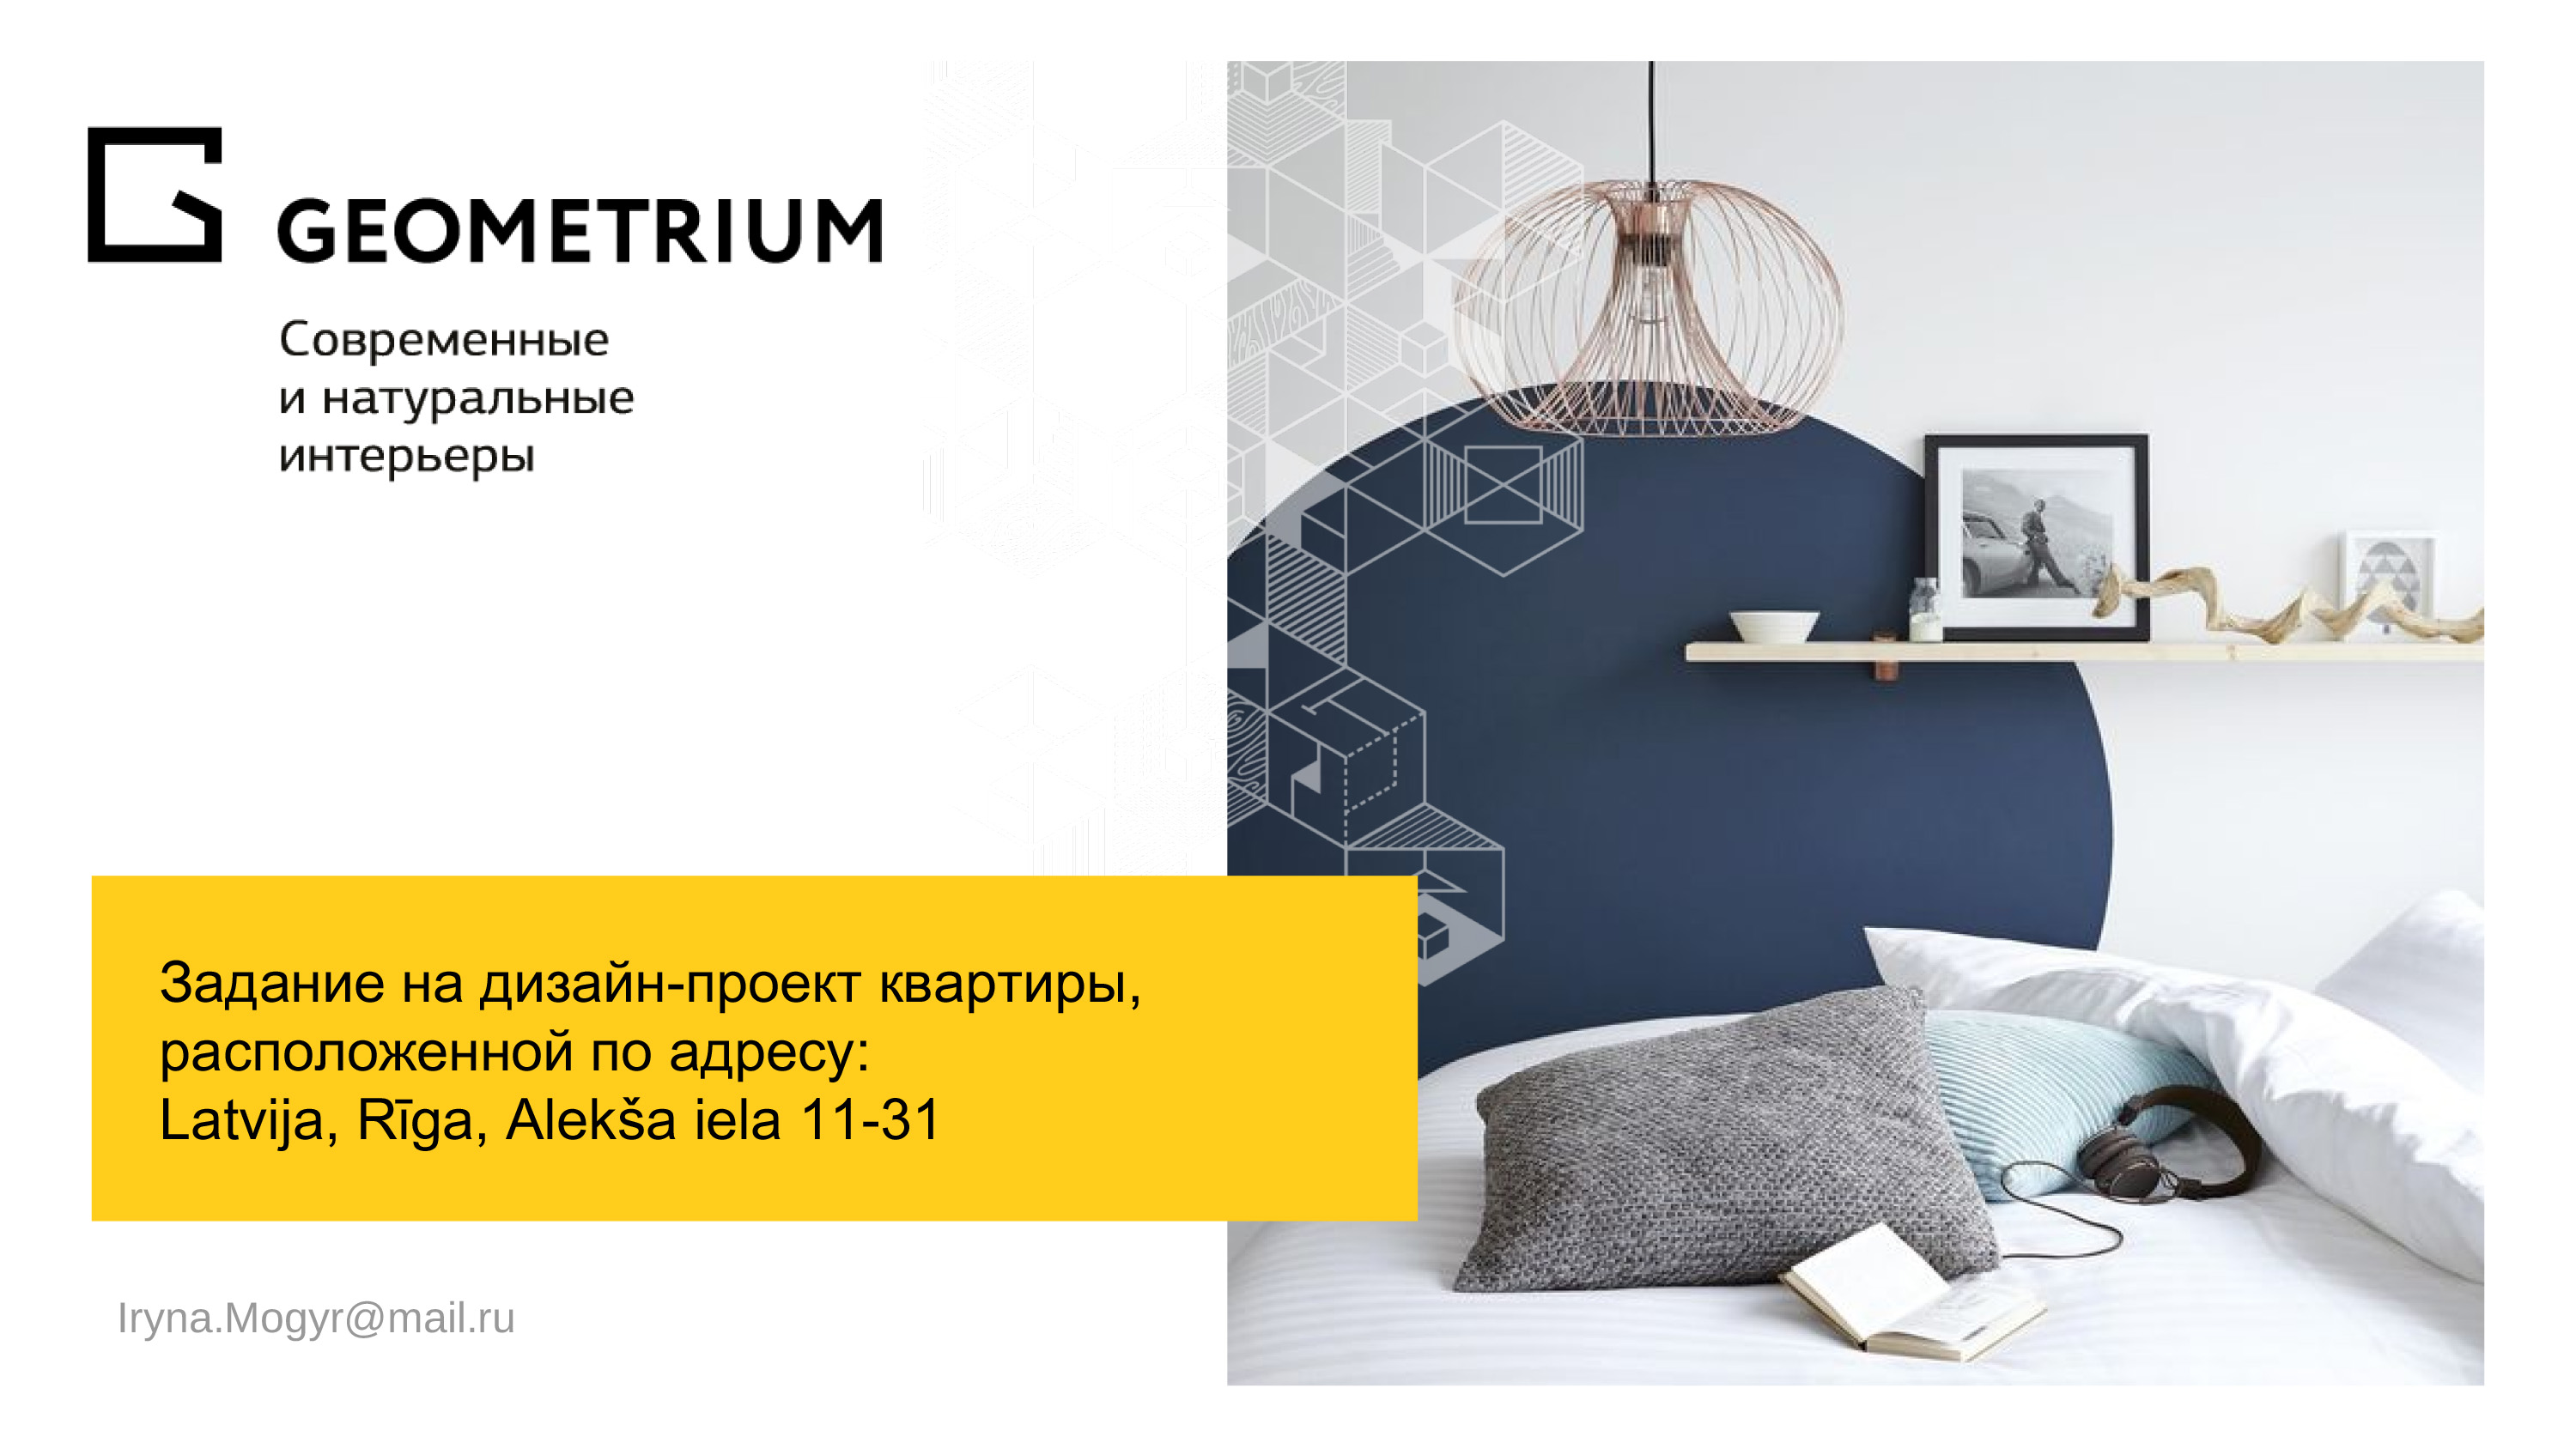 GEOMETRIUM
Современные
и натуральные
интерьеры
Задание на дизайн-проект квартиры,
расположенной по адресу:
Latvija, Rīga, Alekša iela 11-31
Iryna.Mogyr@mail.ru